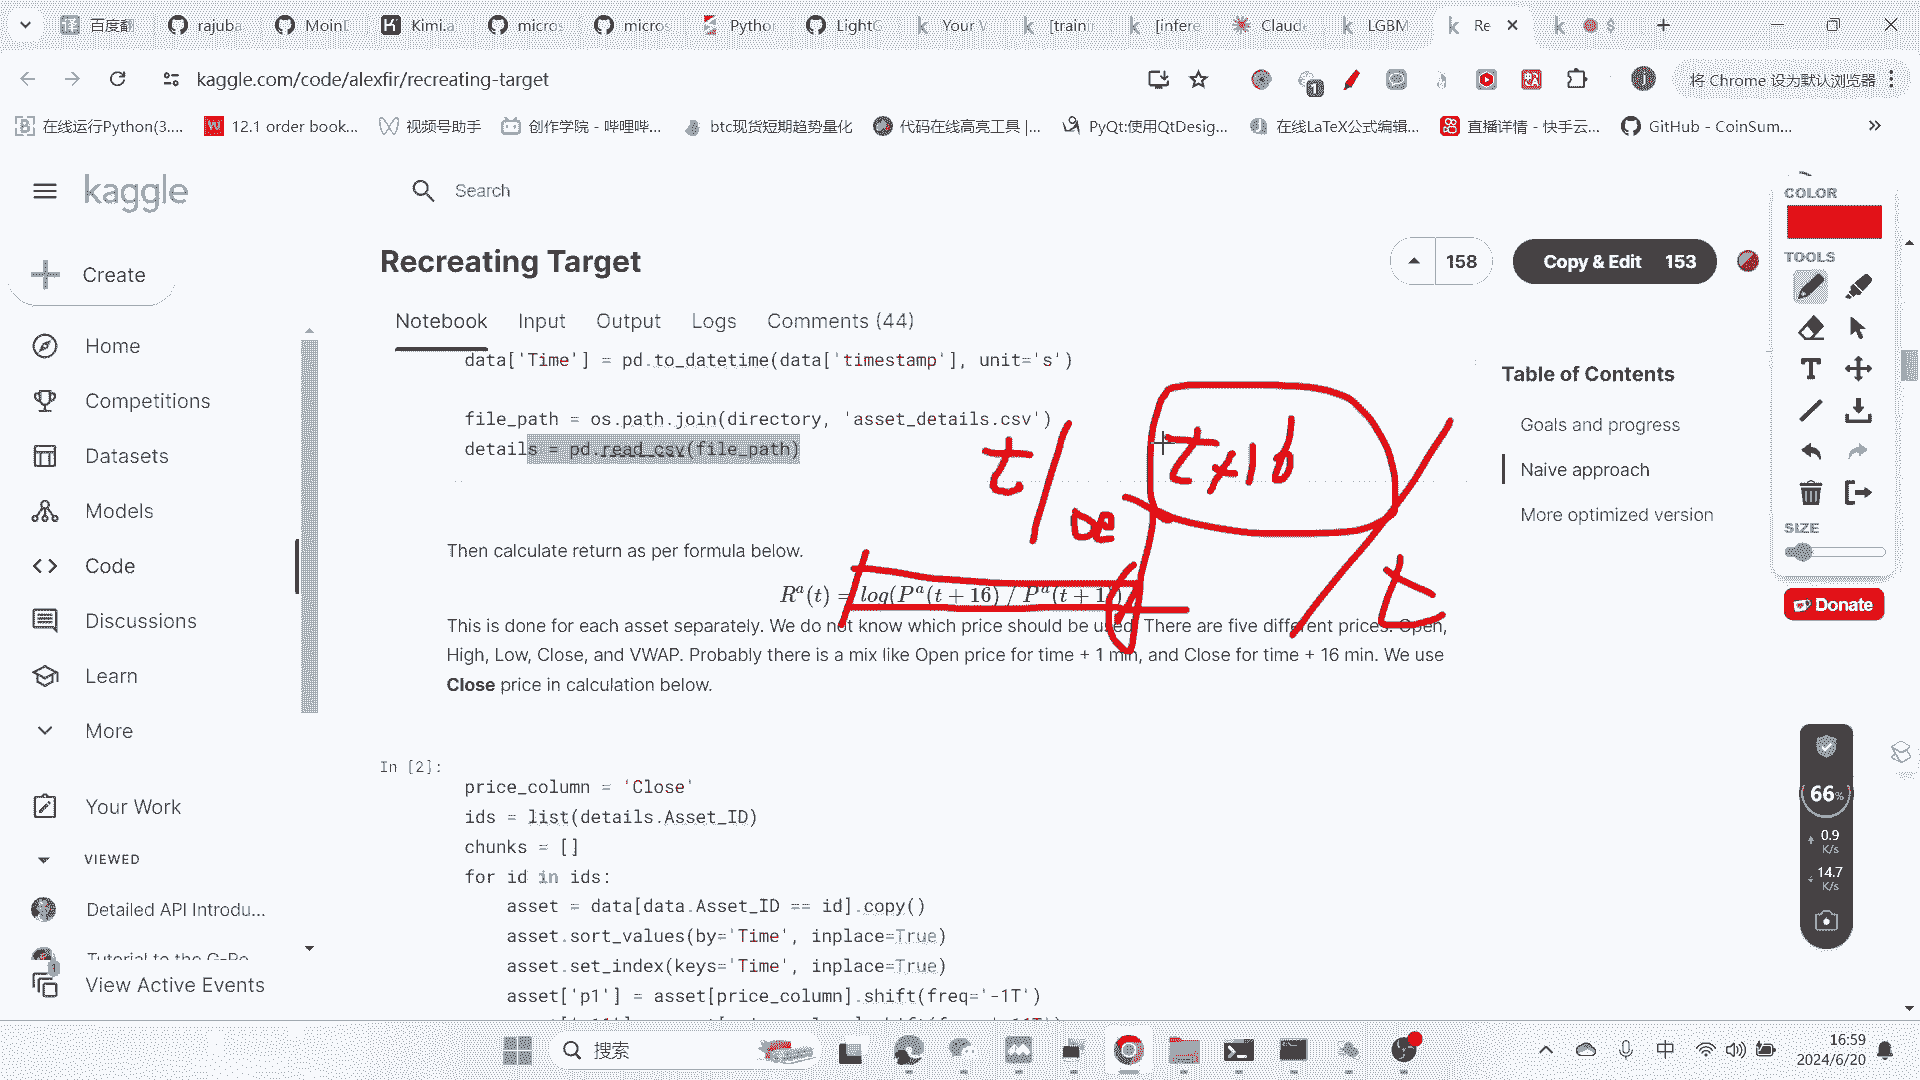 百度翻
rajuba
MoinD
Kimi.a
micros
micros
Pytho
LightG
Your V
[traini
[infere
Claude
LGBM
Re
$
kaggle.com/code/alexfir/recreating-target
1
j
将 Chrome 设为默认浏览器
在线运行Python(3....
12.1 order book...
视频号助手
创作学院 - 哔哩哔...
btc现货短期趋势量化
代码在线高亮工具 |...
PyQt:使用QtDesig...
在线LaTeX公式编辑...
直播详情 - 快手云...
GitHub - CoinSum...
kaggle
Search
Create
Home
Competitions
Datasets
Models
Code
Discussions
Learn
More
Your Work
VIEWED
Detailed API Introdu...
Tutorial to the G-Re
1
View Active Events
Recreating Target
158
Copy & Edit 153
Notebook
Input
Output
Logs
Comments (44)
data['Time'] = pd.to_datetime(data['timestamp'], unit='s')
file_path = os.path.join(directory, 'asset_details.csv')
details = pd.read_csv(file_path)
t
t+16
t
Then calculate return as per formula below.
Rᵃ(t) = log(Pᵃ(t + 16) / Pᵃ(t + 1
This is done for each asset separately. We do not know which price should be used. There are five different prices. Open,
High, Low, Close, and VWAP. Probably there is a mix like Open price for time + 1 min, and Close for time + 16 min. We use
Close price in calculation below.
In [2]:
price_column = 'Close'
ids = list(details.Asset_ID)
chunks = []
for id in ids:
asset = data[data.Asset_ID == id].copy()
asset.sort_values(by='Time', inplace=True)
asset.set_index(keys='Time', inplace=True)
asset['p1'] = asset[price_column].shift(freq='-1T')
Table of Contents
Goals and progress
Naive approach
More optimized version
COLOR
TOOLS
T
SIZE
Donate
66%
0.9
K/s
14.7
K/s
搜索
中
16:59
2024/6/20